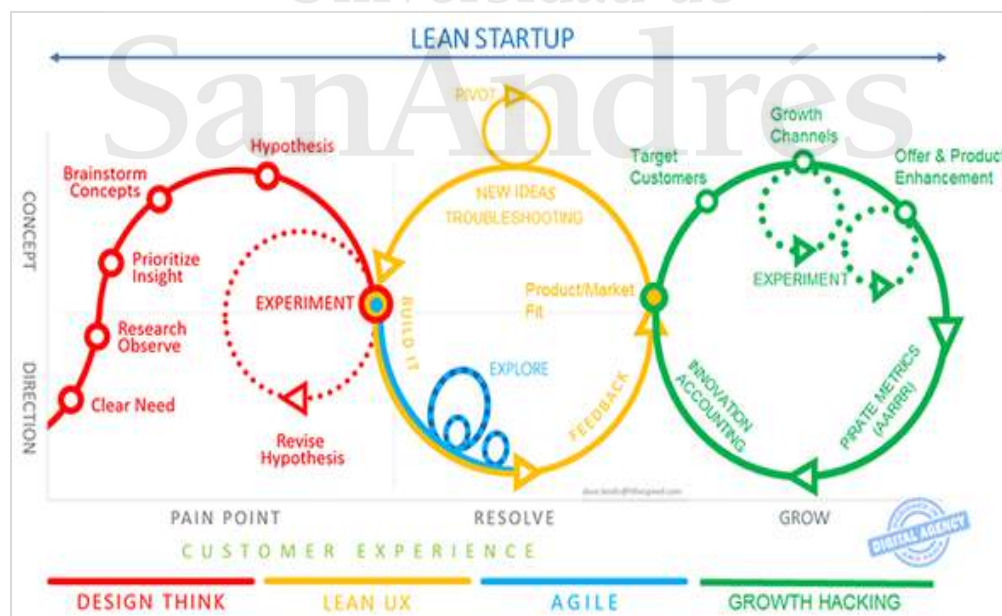 Universidad de
SanAndrés
LEAN STARTUP
PIVOT
Growth
Channels
Hypothesis
Target
Customers
Offer & Product
Enhancement
Brainstorm
Concepts
NEW IDEAS
TROUBLESHOOTING
CONCEPT
Prioritize
Insight
EXPERIMENT
EXPERIMENT
Product/Market
Fit
BUILD IT
Research
Observe
EXPLORE
DIRECTION
Clear Need
FEEDBACK
INNOVATION
ACCOUNTING
PIRATE METRICS
(AARRR)
Revise
Hypothesis
PAIN POINT
RESOLVE
GROW
DIGITAL AGENCY
CUSTOMER EXPERIENCE
DESIGN THINK
LEAN UX
AGILE
GROWTH HACKING